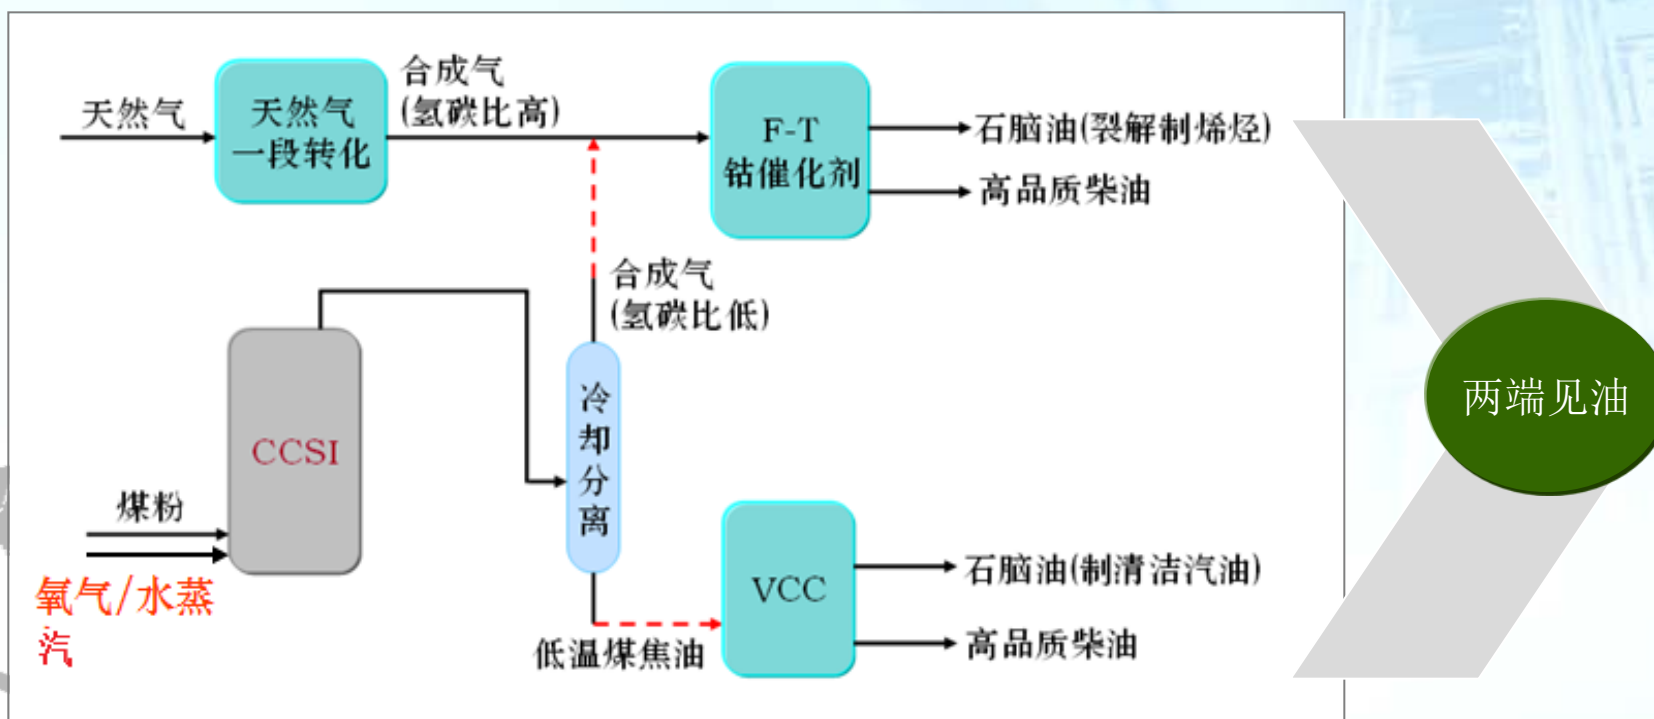 天然气
天然气
一段转化
合成气
(氢碳比高)
F-T
钴催化剂
石脑油(裂解制烯烃)
高品质柴油
合成气
(氢碳比低)
CCSI
煤粉
氧气/水蒸
汽
冷
却
分
离
低温煤焦油
VCC
石脑油(制清洁汽油)
高品质柴油
两端见油